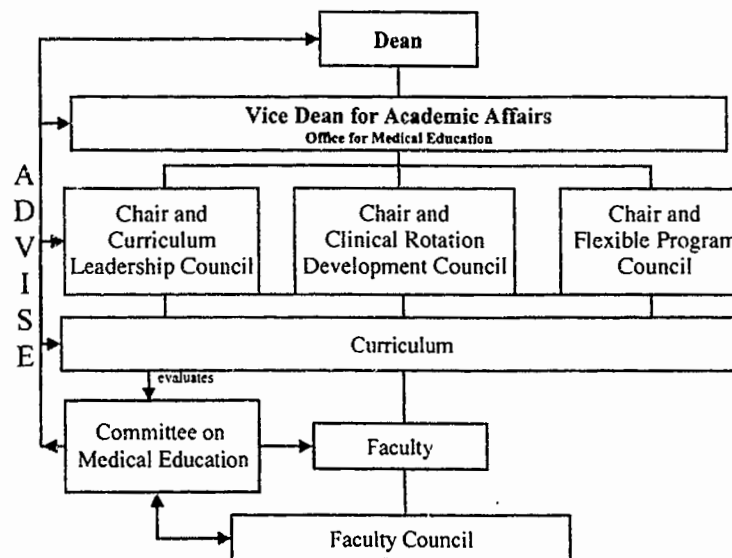 Dean
Vice Dean for Academic Affairs
Office for Medical Education
ADVISE
Chair and
Curriculum
Leadership Council
Chair and
Clinical Rotation
Development Council
Chair and
Flexible Program
Council
Curriculum
evaluates
Committee on
Medical Education
Faculty
Faculty Council